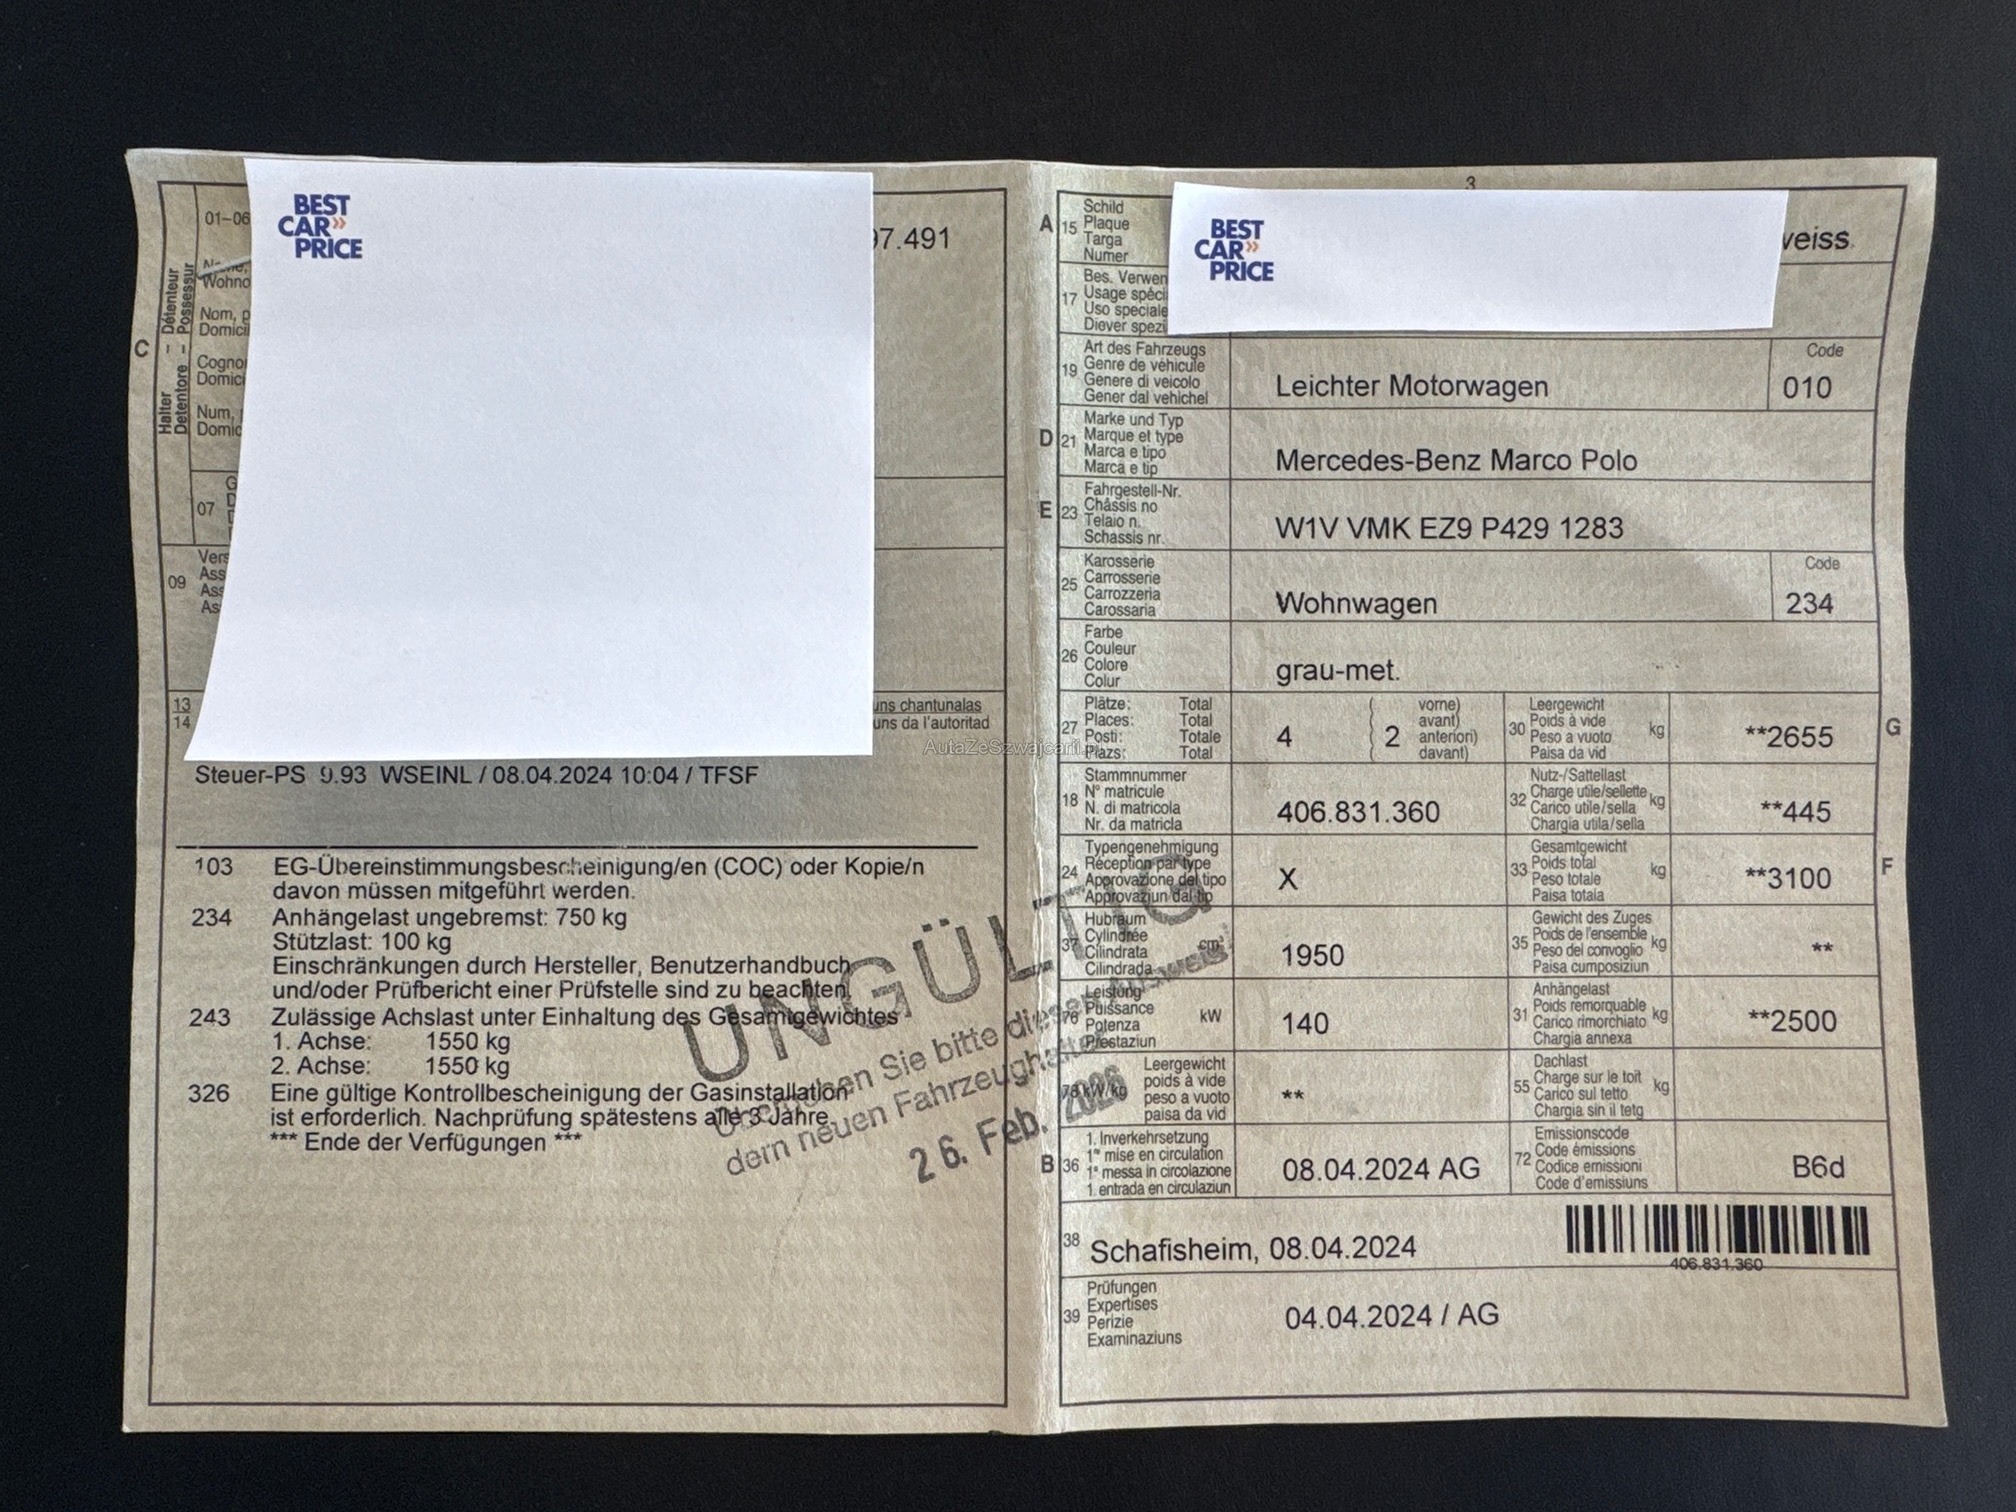 BEST
CAR»
PRICE
01–06
97.491
Wohno
Nom, p
Domicil
Cogno
Domici
Num,
Domic
Halter – Détenteur
Detentore – Possessur
C
07
09
Vers
Ass
Ass
As
13
14
uns chantunalas
uns da l'autoritad
AutaZeSzwajcarii.pl
Steuer-PS 9.93 WSEINL / 08.04.2024 10:04 / TFSF
103 EG-Übereinstimmungsbescheinigung/en (COC) oder Kopie/n
davon müssen mitgeführt werden.
234 Anhängelast ungebremst: 750 kg
Stützlast: 100 kg
Einschränkungen durch Hersteller, Benutzerhandbuch
und/oder Prüfbericht einer Prüfstelle sind zu beachten.
243 Zulässige Achslast unter Einhaltung des Gesamtgewichtes
1. Achse: 1550 kg
2. Achse: 1550 kg
326 Eine gültige Kontrollbescheinigung der Gasinstallation
ist erforderlich. Nachprüfung spätestens alle 3 Jahre.
*** Ende der Verfügungen ***
UNGÜLTIG
Übergeben Sie bitte diesen Ausweis
dem neuen Fahrzeughalter
26. Feb. 2026
3
BEST
CAR»
PRICE
A 15 Schild
Plaque
Targa
Numer
weiss
17 Bes. Verwen
Usage spéci
Uso speciale
Diever spezi
19 Art des Fahrzeugs
Genre de véhicule
Genere di veicolo
Gener dal vehichel
Leichter Motorwagen
Code
010
D 21 Marke und Typ
Marque et type
Marca e tipo
Marca e tip
Mercedes-Benz Marco Polo
E 23 Fahrgestell-Nr.
Châssis no
Telaio n.
Schassis nr.
W1V VMK EZ9 P429 1283
25 Karosserie
Carrosserie
Carrozzeria
Carossaria
Wohnwagen
Code
234
26 Farbe
Couleur
Colore
Colur
grau-met.
27 Plätze: Total
Places: Total
Posti: Totale
Plazs: Total
4
( 2 vorne)
avant)
anteriori)
davant)
30 Leergewicht
Poids à vide
Peso a vuoto
Paisa da vid
kg
**2655
G
18 Stammnummer
N° matricule
N. di matricola
Nr. da matricla
406.831.360
32 Nutz-/Sattellast
Charge utile/sellette
Carico utile/sella
Chargia utila/sella
kg
**445
24 Typengenehmigung
Réception par type
Approvazione del tipo
Approvaziun dal tip
X
33 Gesamtgewicht
Poids total
Peso totale
Paisa totala
kg
**3100
F
37 Hubraum
Cylindrée
Cilindrata
Cilindrada
cm³
1950
35 Gewicht des Zuges
Poids de l'ensemble
Peso del convoglio
Paisa cumposiziun
kg
**
76 Leistung
Puissance
Potenza
Prestaziun
kW
140
31 Anhängelast
Poids remorquable
Carico rimorchiato
Chargia annexa
kg
**2500
78 kW/kg
Leergewicht
poids à vide
peso a vuoto
paisa da vid
**
55 Dachlast
Charge sur le toit
Carico sul tetto
Chargia sin il tetg
kg
B 36 1. Inverkehrsetzung
1re mise en circulation
1a messa in circolazione
1. entrada en circulaziun
08.04.2024 AG
72 Emissionscode
Code émissions
Codice emissioni
Code d'emissiuns
B6d
38 Schafisheim, 08.04.2024
406.831.360
39 Prüfungen
Expertises
Perizie
Examinaziuns
04.04.2024 / AG